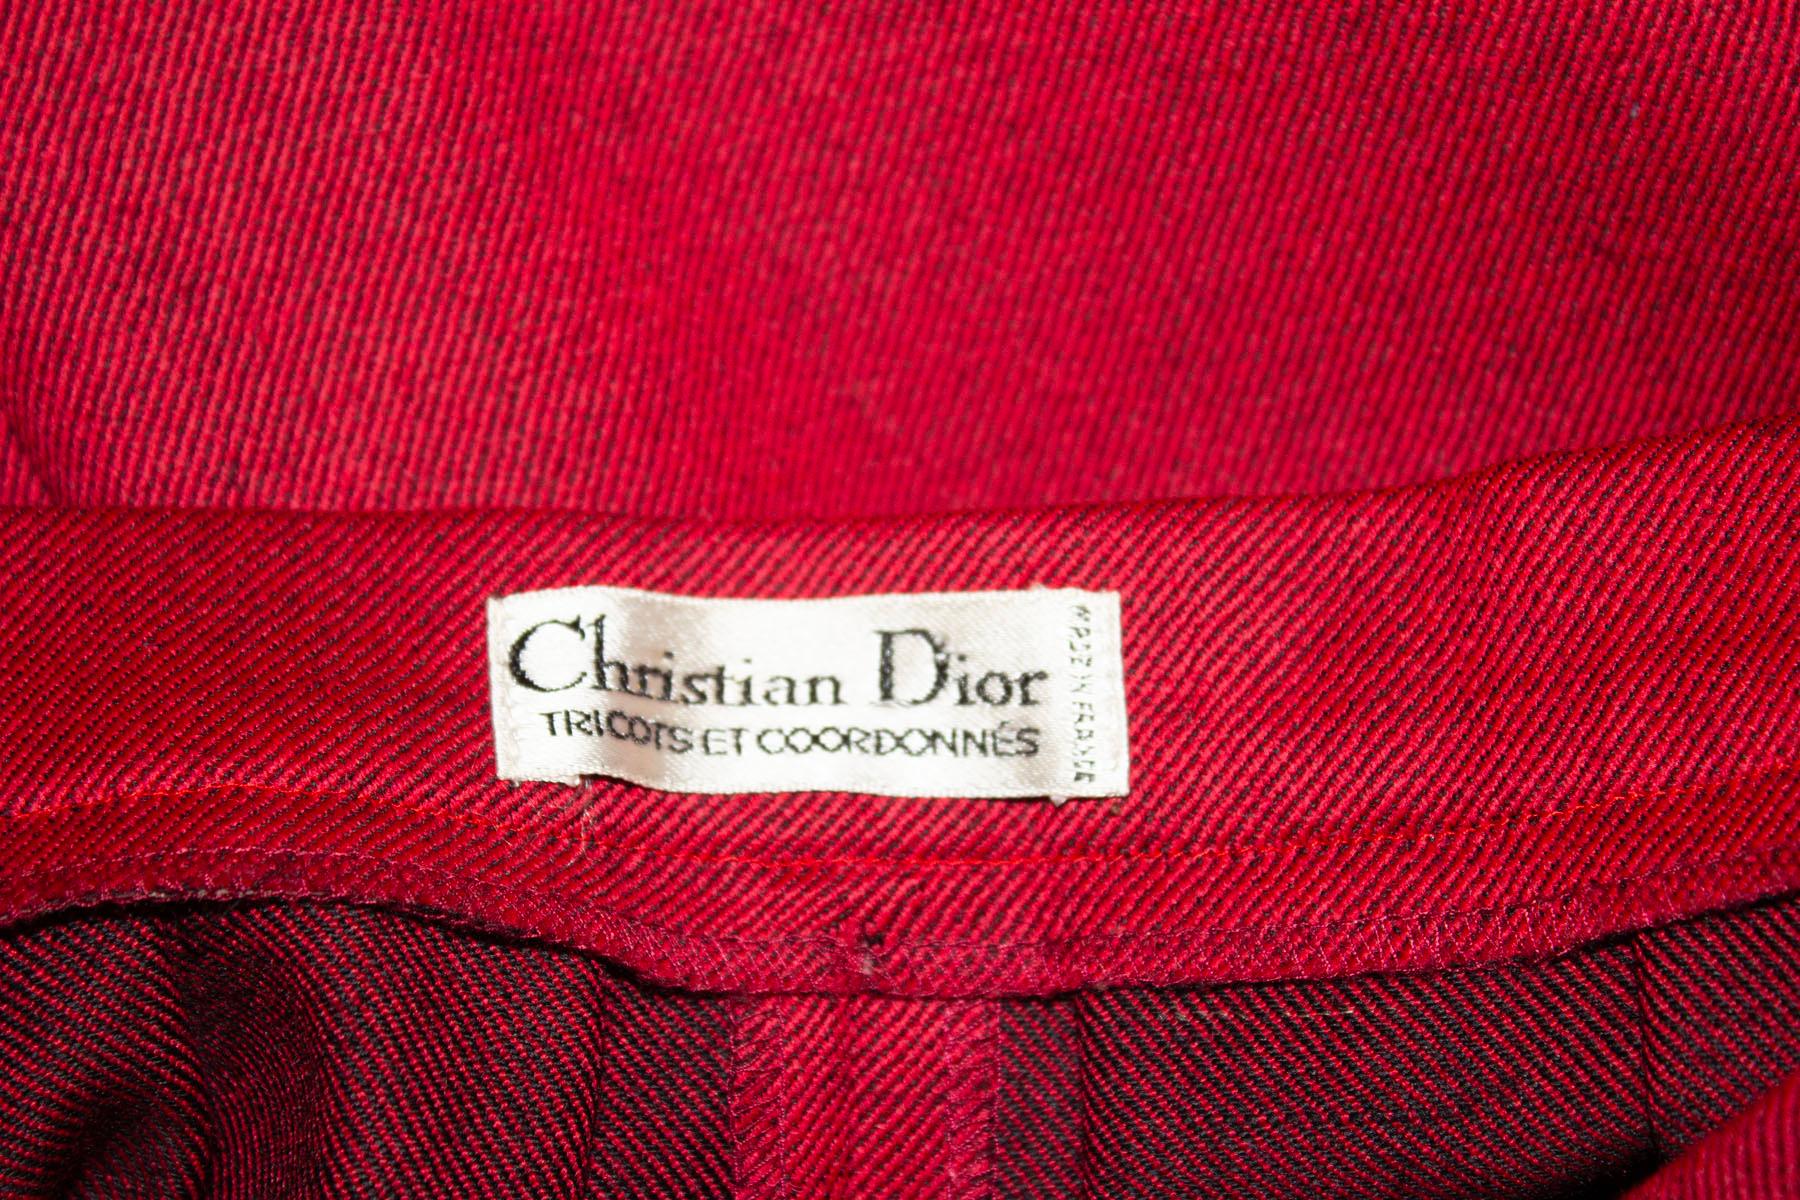 Christian Dior
TRICOTS ET COORDONNÉS
MADE IN FRANCE